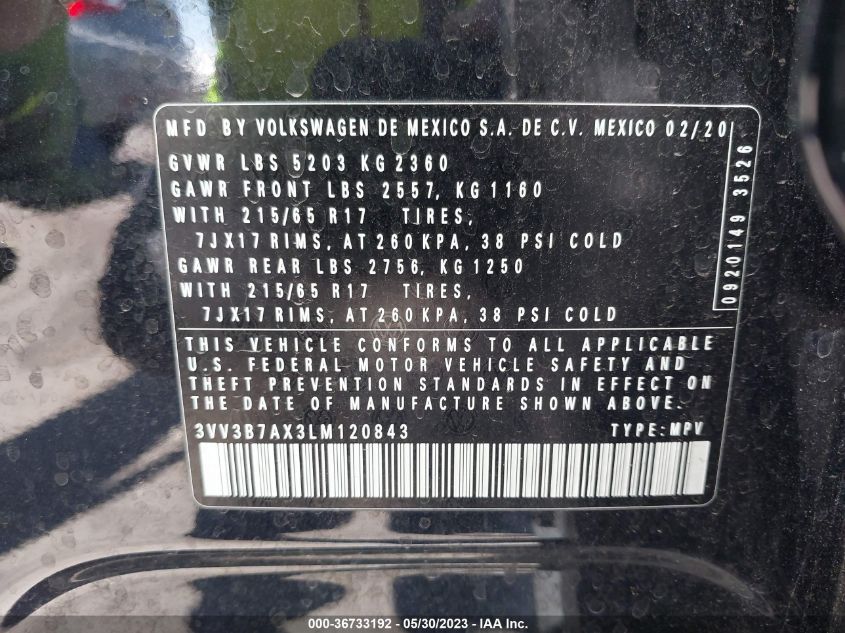 MFD BY VOLKSWAGEN DE MEXICO S.A. DE C.V. MEXICO 02/20
GVWR LBS 5203 KG 2360
GAWR FRONT LBS 2557, KG 1160
WITH 215/65 R17 TIRES,
7JX17 RIMS, AT 260 KPA, 38 PSI COLD
GAWR REAR LBS 2756, KG 1250
WITH 215/65 R17 TIRES,
7JX17 RIMS, AT 260 KPA, 38 PSI COLD
0920149 3526
THIS VEHICLE CONFORMS TO ALL APPLICABLE
U.S. FEDERAL MOTOR VEHICLE SAFETY AND
THEFT PREVENTION STANDARDS IN EFFECT ON
THE DATE OF MANUFACTURE SHOWN ABOVE.
3VV3B7AX3LM120843 TYPE: MPV
000-36733192 - 05/30/2023 - IAA Inc.